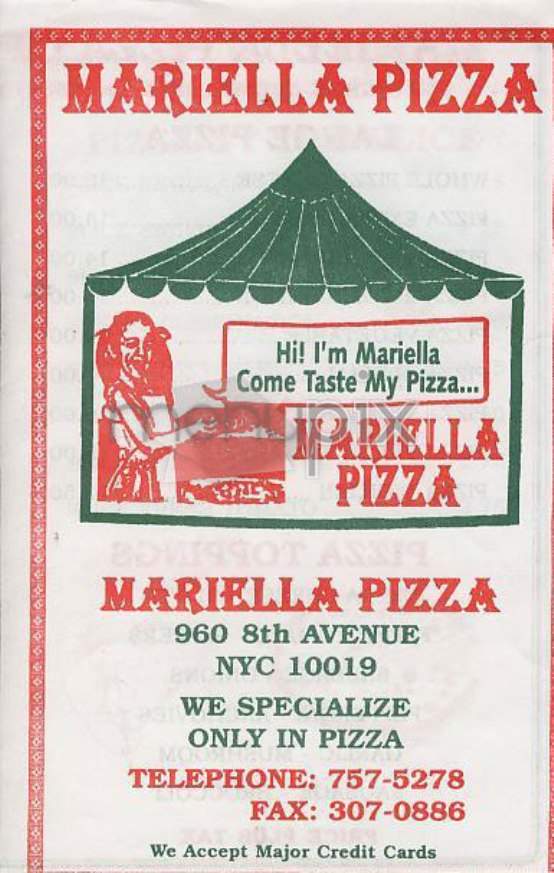 MARIELLA PIZZA
Hi! I'm Mariella
Come Taste My Pizza...
menupix
MARIELLA
PIZZA
MARIELLA PIZZA
960 8th AVENUE
NYC 10019
WE SPECIALIZE
ONLY IN PIZZA
TELEPHONE: 757-5278
FAX: 307-0886
We Accept Major Credit Cards